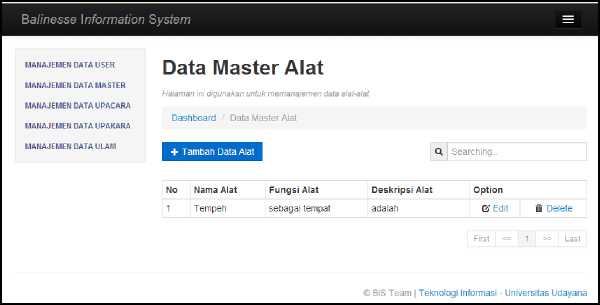 Balinesse Information System
MANAJEMEN DATA USER
MANAJEMEN DATA MASTER
MANAJEMEN DATA UPACARA
MANAJEMEN DATA UPAKARA
MANAJEMEN DATA ULAM
Data Master Alat
Halaman ini digunakan untuk memanajemen data alat-alat.
Dashboard / Data Master Alat
+ Tambah Data Alat
Searching..
No Nama Alat Fungsi Alat Deskripsi Alat Option
1 Tempeh sebagai tempat adalah Edit Delete
First << 1 >> Last
© BIS Team | Teknologi Informasi - Universitas Udayana